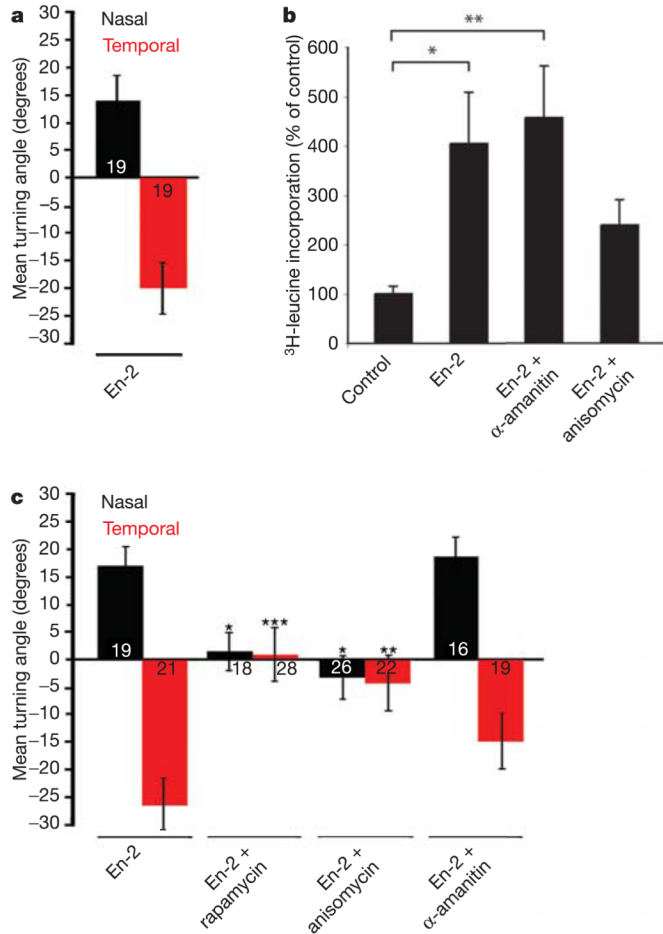 a
Nasal
Temporal
Mean turning angle (degrees)
30
25
20
15
10
5
0
−5
−10
−15
−20
−25
−30
19
19
En-2
b
³H-leucine incorporation (% of control)
600
500
400
300
200
100
0
*
**
Control
En-2
En-2 +
α-amanitin
En-2 +
anisomycin
c
Nasal
Temporal
Mean turning angle (degrees)
30
25
20
15
10
5
0
−5
−10
−15
−20
−25
−30
19
21
*
***
18
28
*
**
26
22
16
19
En-2
En-2 +
rapamycin
En-2 +
anisomycin
En-2 +
α-amanitin